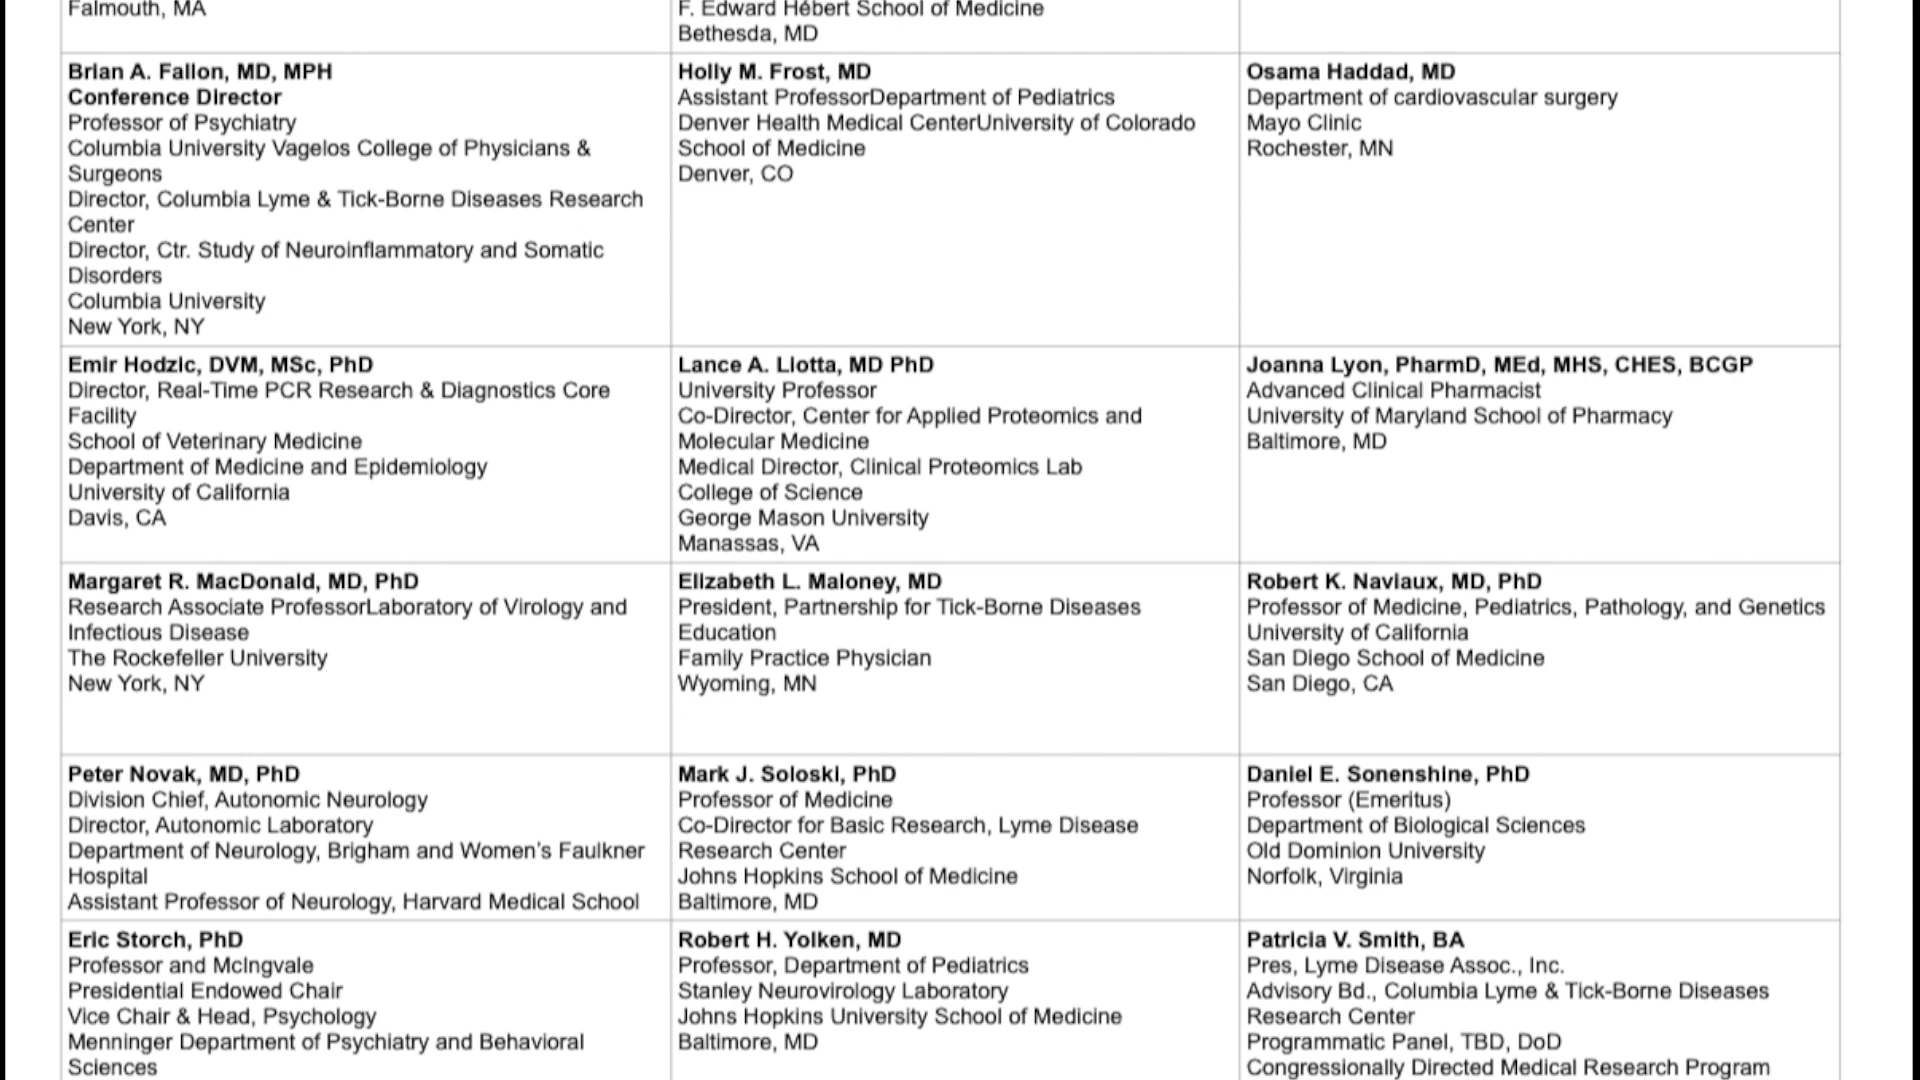 Falmouth, MA
F. Edward Hébert School of Medicine
Bethesda, MD
Brian A. Fallon, MD, MPH
Conference Director
Professor of Psychiatry
Columbia University Vagelos College of Physicians &
Surgeons
Director, Columbia Lyme & Tick-Borne Diseases Research
Center
Director, Ctr. Study of Neuroinflammatory and Somatic
Disorders
Columbia University
New York, NY
Holly M. Frost, MD
Assistant ProfessorDepartment of Pediatrics
Denver Health Medical CenterUniversity of Colorado
School of Medicine
Denver, CO
Osama Haddad, MD
Department of cardiovascular surgery
Mayo Clinic
Rochester, MN
Emir Hodzic, DVM, MSc, PhD
Director, Real-Time PCR Research & Diagnostics Core
Facility
School of Veterinary Medicine
Department of Medicine and Epidemiology
University of California
Davis, CA
Lance A. Liotta, MD PhD
University Professor
Co-Director, Center for Applied Proteomics and
Molecular Medicine
Medical Director, Clinical Proteomics Lab
College of Science
George Mason University
Manassas, VA
Joanna Lyon, PharmD, MEd, MHS, CHES, BCGP
Advanced Clinical Pharmacist
University of Maryland School of Pharmacy
Baltimore, MD
Margaret R. MacDonald, MD, PhD
Research Associate ProfessorLaboratory of Virology and
Infectious Disease
The Rockefeller University
New York, NY
Elizabeth L. Maloney, MD
President, Partnership for Tick-Borne Diseases
Education
Family Practice Physician
Wyoming, MN
Robert K. Naviaux, MD, PhD
Professor of Medicine, Pediatrics, Pathology, and Genetics
University of California
San Diego School of Medicine
San Diego, CA
Peter Novak, MD, PhD
Division Chief, Autonomic Neurology
Director, Autonomic Laboratory
Department of Neurology, Brigham and Women's Faulkner
Hospital
Assistant Professor of Neurology, Harvard Medical School
Mark J. Soloski, PhD
Professor of Medicine
Co-Director for Basic Research, Lyme Disease
Research Center
Johns Hopkins School of Medicine
Baltimore, MD
Daniel E. Sonenshine, PhD
Professor (Emeritus)
Department of Biological Sciences
Old Dominion University
Norfolk, Virginia
Eric Storch, PhD
Professor and McIngvale
Presidential Endowed Chair
Vice Chair & Head, Psychology
Menninger Department of Psychiatry and Behavioral
Sciences
Robert H. Yolken, MD
Professor, Department of Pediatrics
Stanley Neurovirology Laboratory
Johns Hopkins University School of Medicine
Baltimore, MD
Patricia V. Smith, BA
Pres, Lyme Disease Assoc., Inc.
Advisory Bd., Columbia Lyme & Tick-Borne Diseases
Research Center
Programmatic Panel, TBD, DoD
Congressionally Directed Medical Research Program